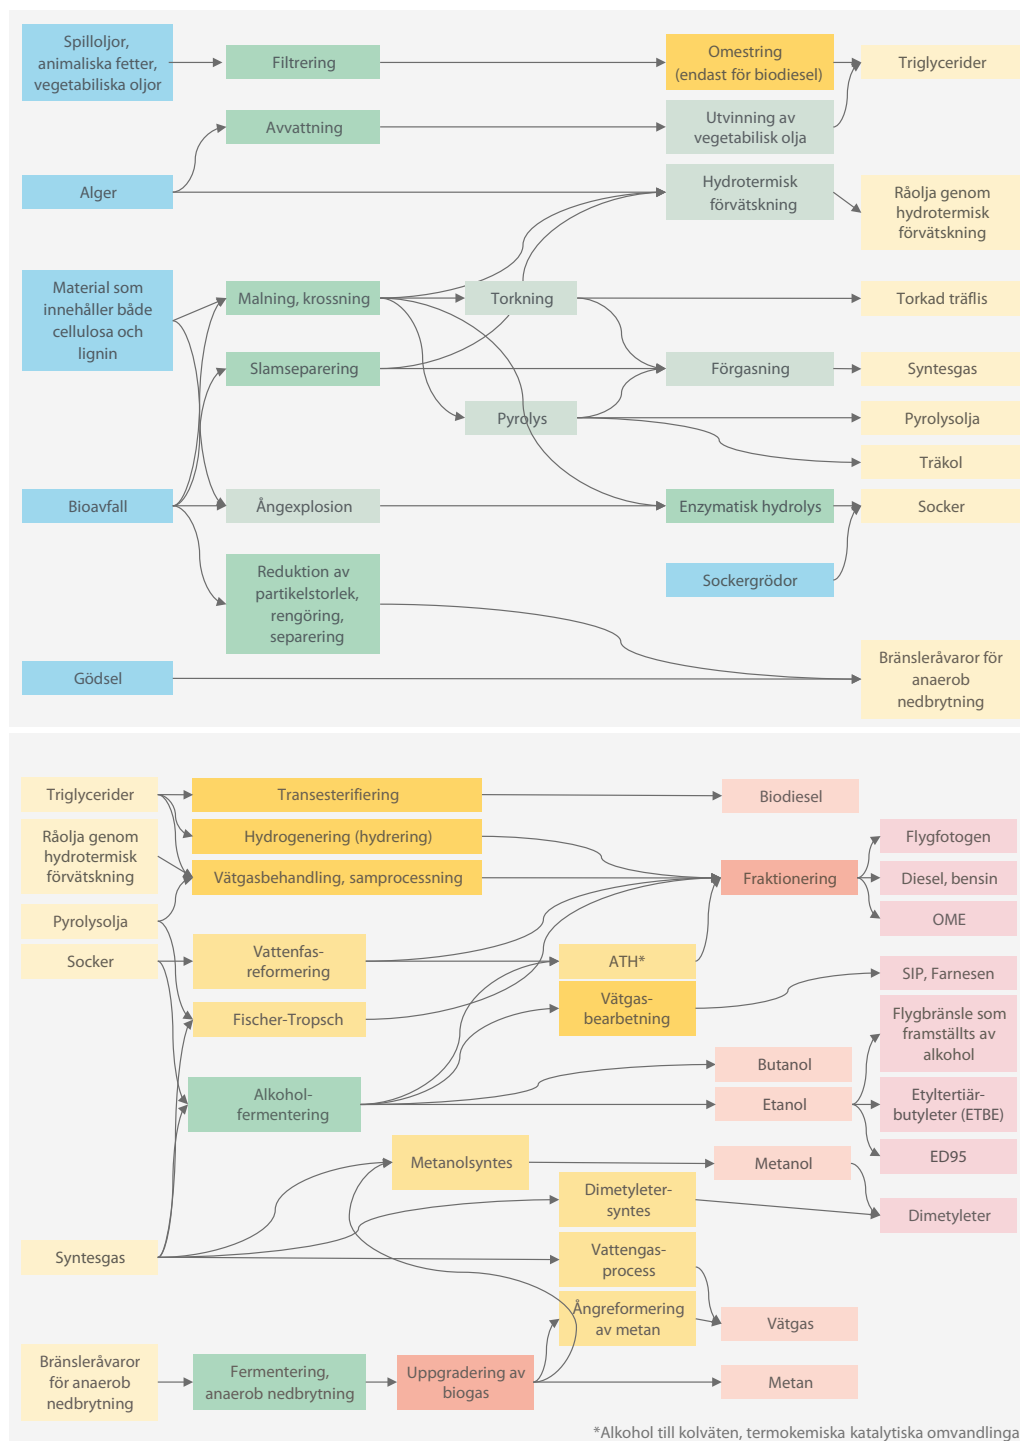 Spilloljor,
animaliska fetter,
vegetabiliska oljor
Filtrering
Omestring
(endast för biodiesel)
Triglycerider
Avvattning
Utvinning av
vegetabilisk olja
Alger
Hydrotermisk
förvätskning
Råolja genom
hydrotermisk
förvätskning
Material som
innehåller både
cellulosa och
lignin
Malning, krossning
Torkning
Torkad träflis
Slamseparering
Förgasning
Syntesgas
Pyrolys
Pyrolysolja
Träkol
Bioavfall
Ångexplosion
Enzymatisk hydrolys
Socker
Sockergrödor
Reduktion av
partikelstorlek,
rengöring,
separering
Gödsel
Bränsleråvaror för
anaerob
nedbrytning
Triglycerider
Transesterifiering
Biodiesel
Råolja genom
hydrotermisk
förvätskning
Hydrogenering (hydrering)
Flygfotogen
Vätgasbehandling, samprocessning
Fraktionering
Diesel, bensin
Pyrolysolja
OME
Socker
Vattenfas-
reformering
ATH*
SIP, Farnesen
Fischer-Tropsch
Vätgas-
bearbetning
Flygbränsle som
framställts av
alkohol
Alkohol-
fermentering
Butanol
Etanol
Etyltertiär-
butyleter (ETBE)
Metanolsyntes
Metanol
ED95
Dimetyleter-
syntes
Dimetyleter
Syntesgas
Vattengas-
process
Ångreformering
av metan
Vätgas
Bränsleråvaror
för anaerob
nedbrytning
Fermentering,
anaerob nedbrytning
Uppgradering av
biogas
Metan
*Alkohol till kolväten, termokemiska katalytiska omvandlinga